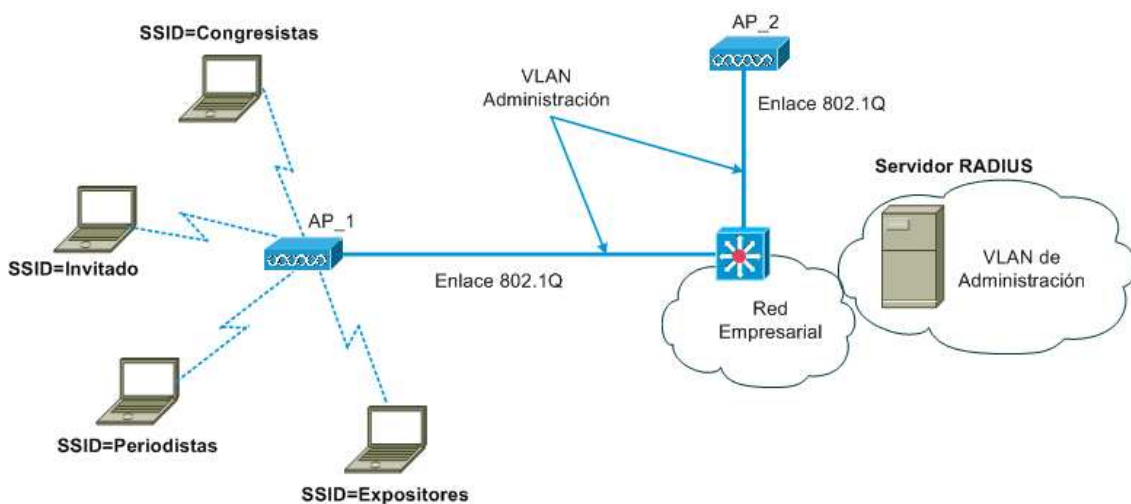 SSID=Congresistas
AP_2
VLAN
Administración
Enlace 802.1Q
Servidor RADIUS
AP_1
SSID=Invitado
Enlace 802.1Q
VLAN de
Administración
Red
Empresarial
SSID=Periodistas
SSID=Expositores